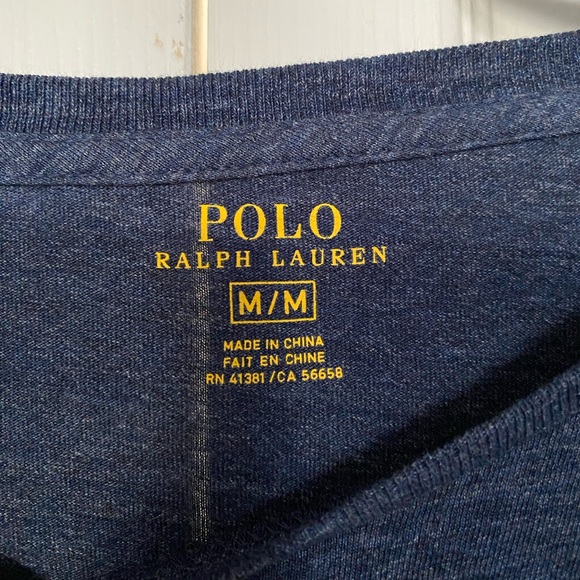 POLO
RALPH LAUREN
M/M
MADE IN CHINA
FAIT EN CHINE
RN 41381 / CA 56658